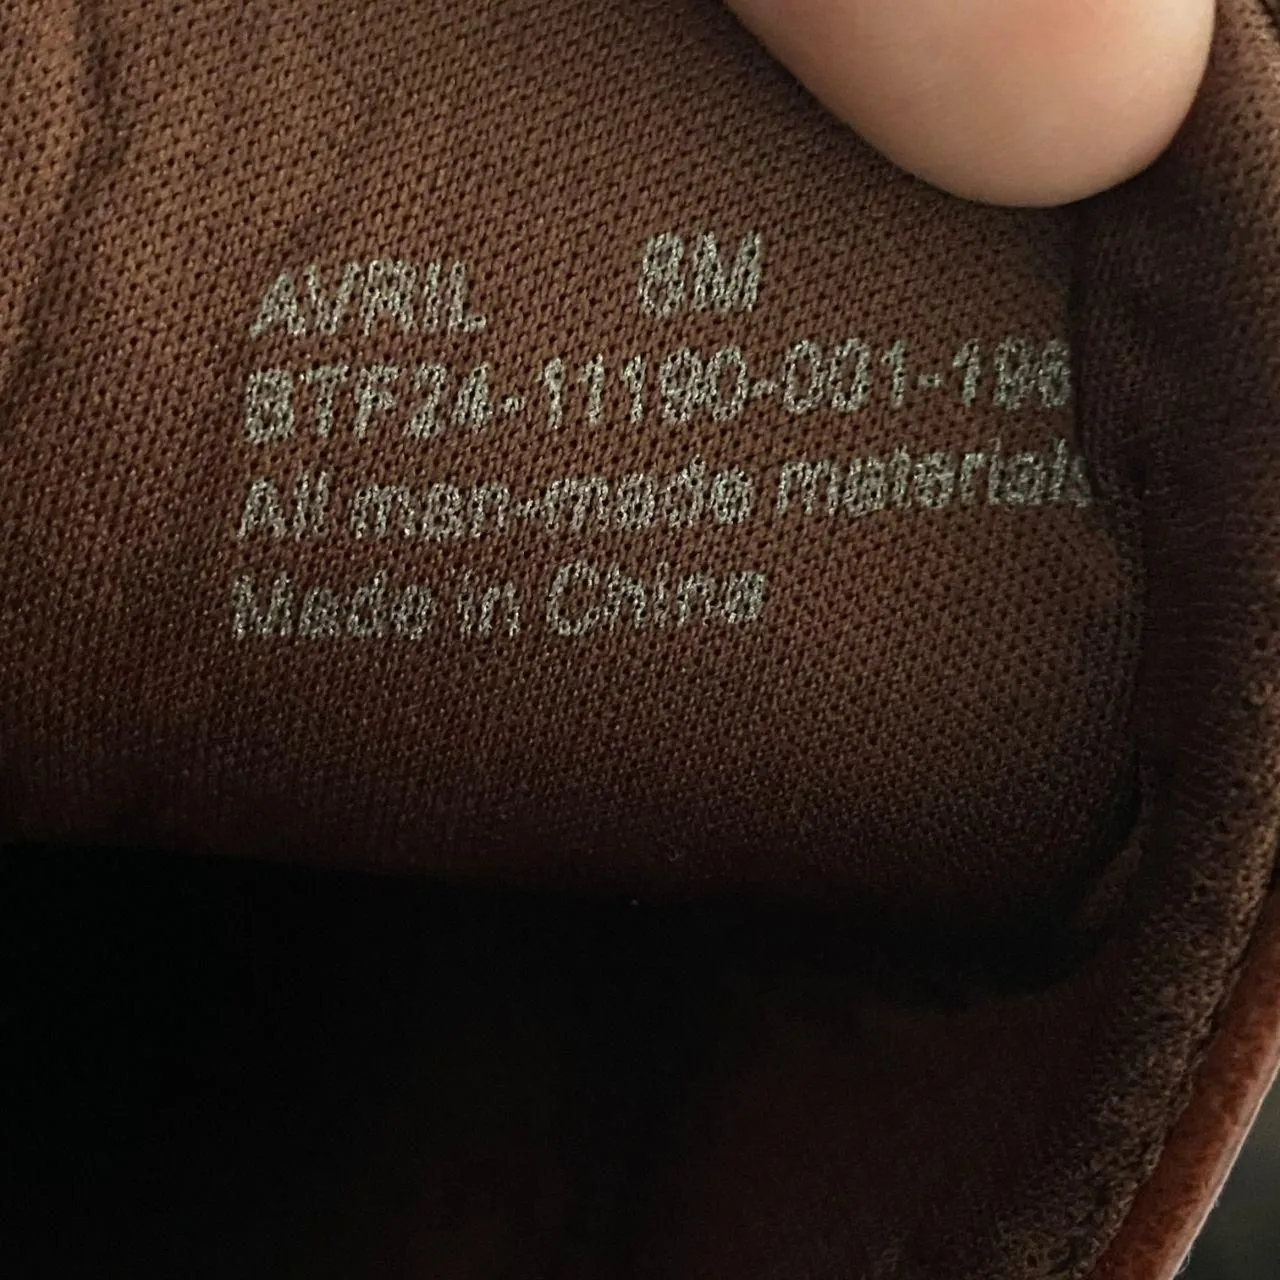 AVRIL 8M
BTF24-11190-001-196
All man-made materials
Made in China